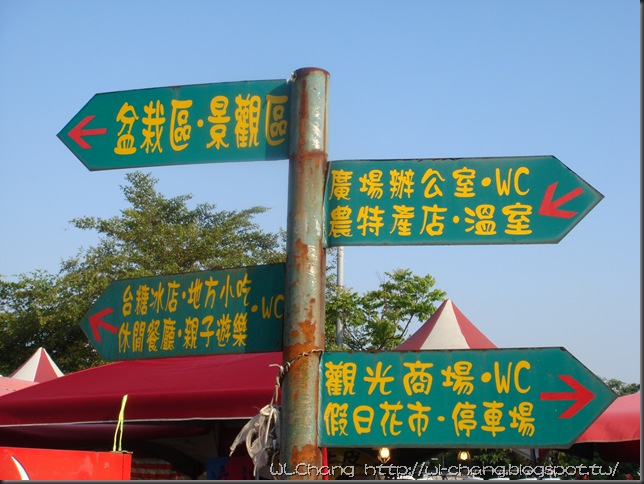 盆栽區·景觀區
廣場辦公室·WC
農特產店·溫室
台糖冰店·地方小吃·WC
休閒餐廳·親子遊樂
觀光商場·WC
假日花市·停車場
WLChang http://wl-chang.blogspot.tw/